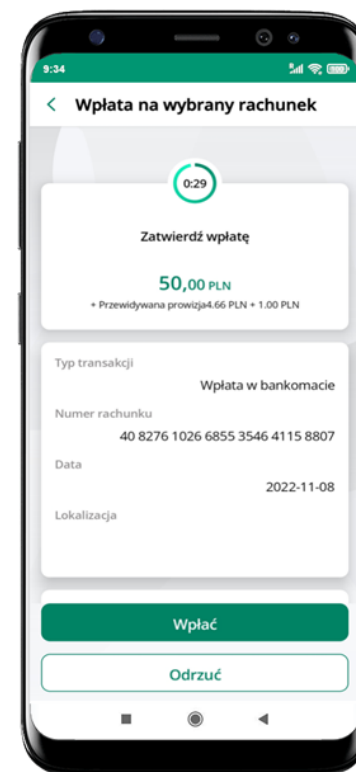 9:34
Wpłata na wybrany rachunek
0:29
Zatwierdź wpłatę
50,00 PLN
+ Przewidywana prowizja4.66 PLN + 1.00 PLN
Typ transakcji
Wpłata w bankomacie
Numer rachunku
40 8276 1026 6855 3546 4115 8807
Data
2022-11-08
Lokalizacja
Wpłać
Odrzuć